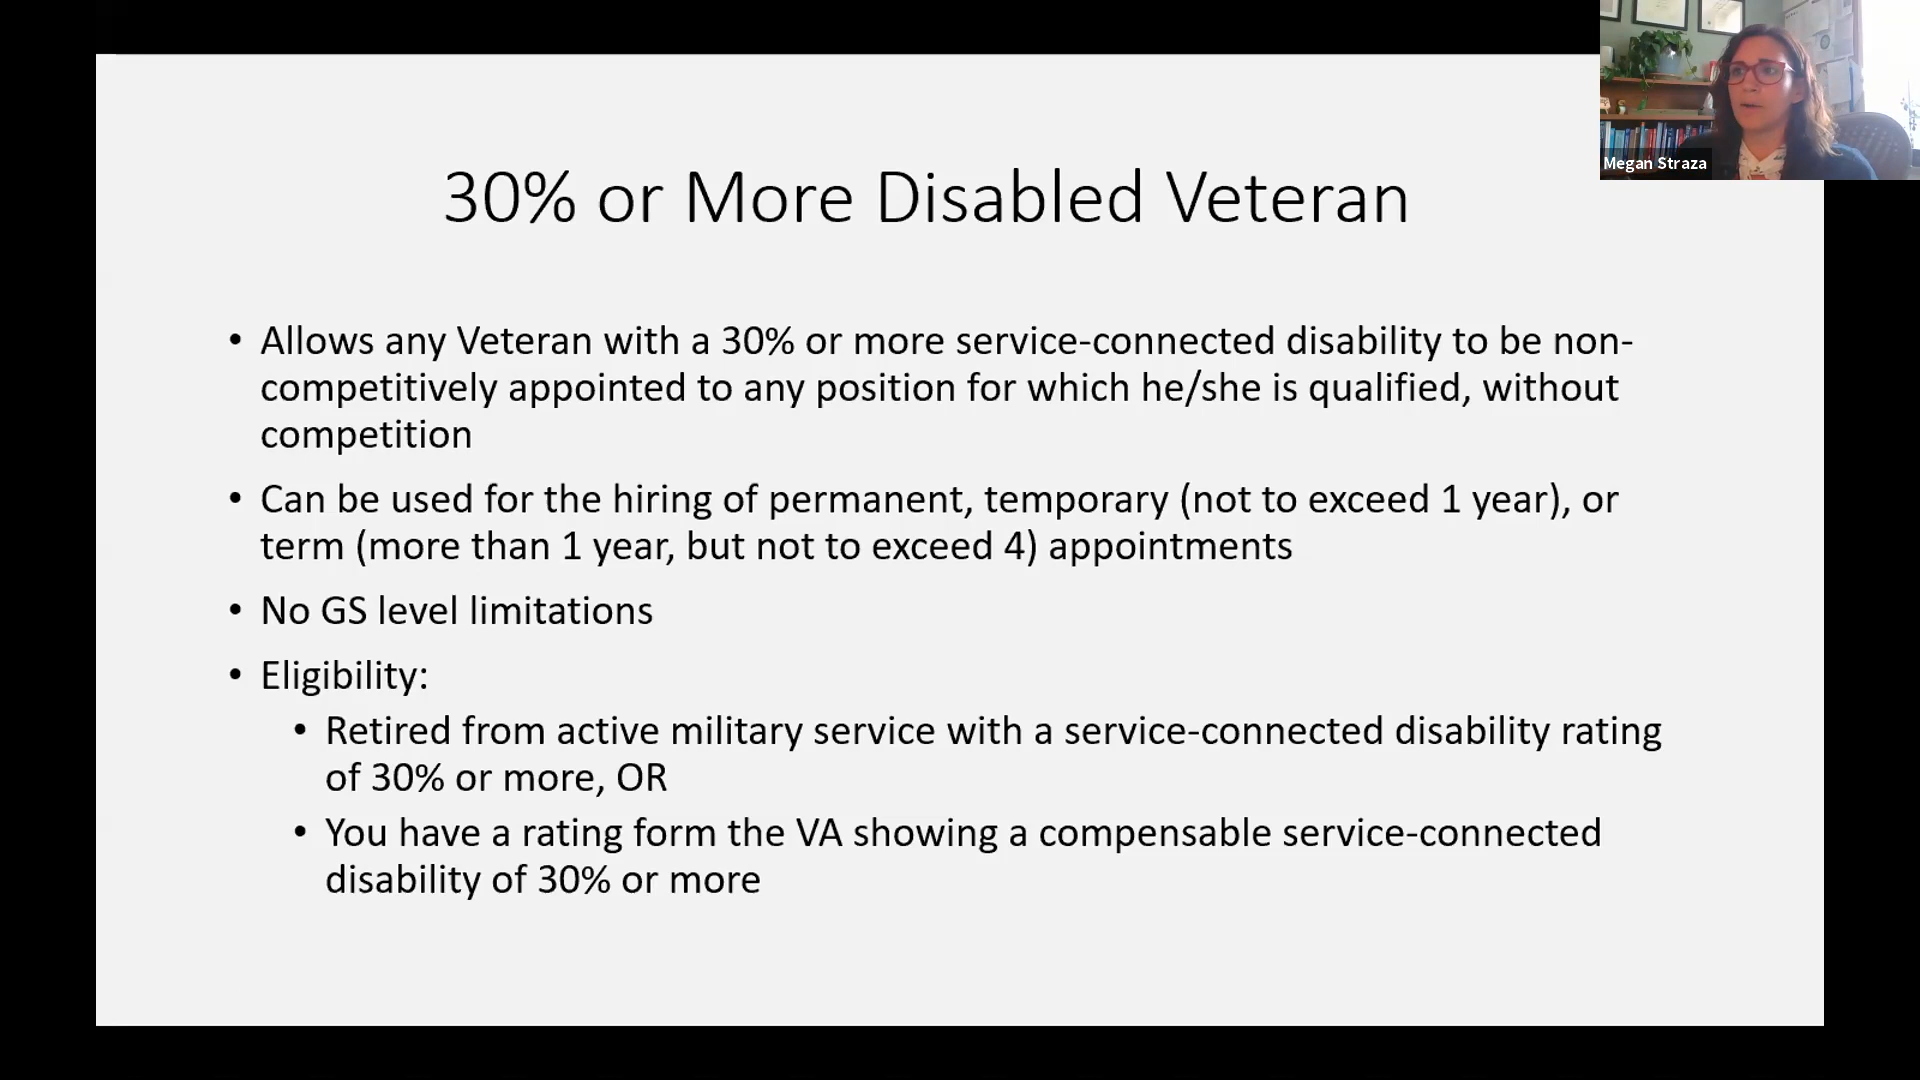 Megan Straza
30% or More Disabled Veteran
• Allows any Veteran with a 30% or more service-connected disability to be non-
competitively appointed to any position for which he/she is qualified, without
competition
• Can be used for the hiring of permanent, temporary (not to exceed 1 year), or
term (more than 1 year, but not to exceed 4) appointments
• No GS level limitations
• Eligibility:
• Retired from active military service with a service-connected disability rating
of 30% or more, OR
• You have a rating form the VA showing a compensable service-connected
disability of 30% or more